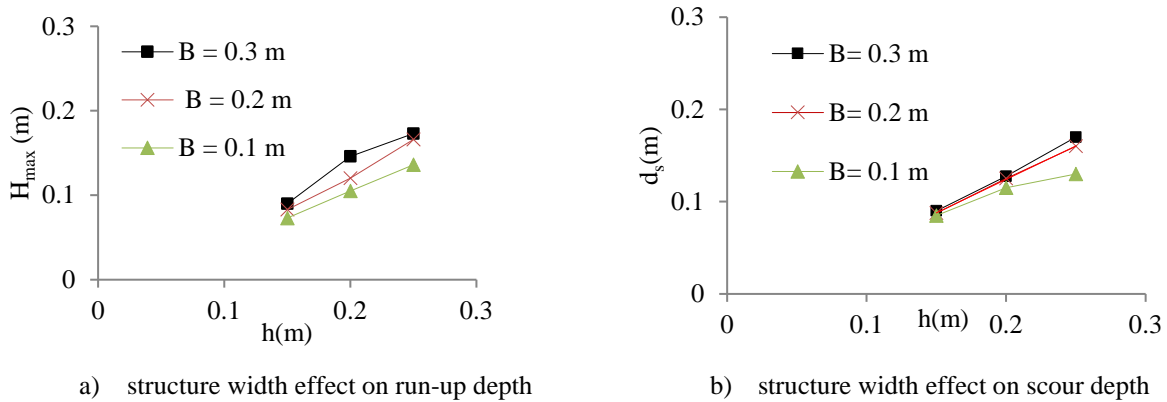 0.3
0.2
0.1
0
H_max (m)
B = 0.3 m
B = 0.2 m
B = 0.1 m
0 0.1 0.2 0.3
h(m)
a) structure width effect on run-up depth
0.3
0.2
0.1
0
d_s(m)
B= 0.3 m
B= 0.2 m
B= 0.1 m
0 0.1 h(m) 0.2 0.3
b) structure width effect on scour depth